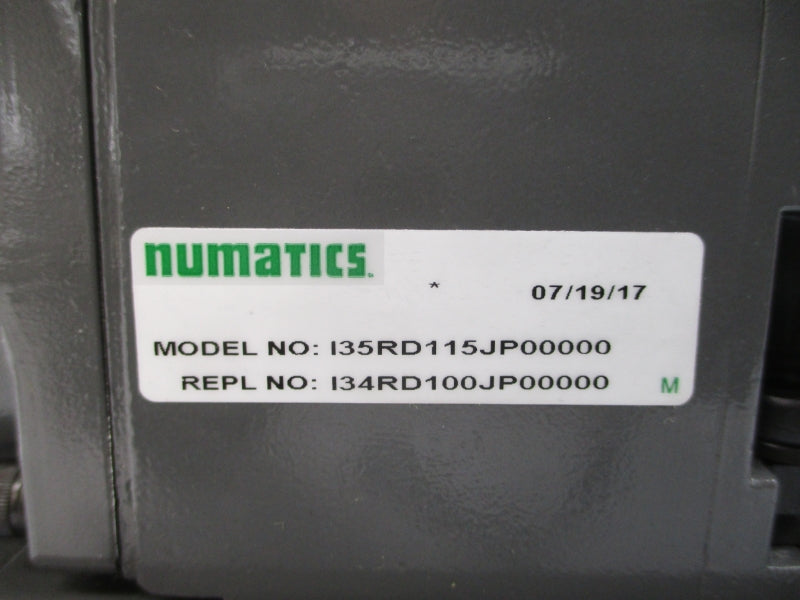 numatics
* 07/19/17
MODEL NO: I35RD115JP00000
REPL NO: I34RD100JP00000 M